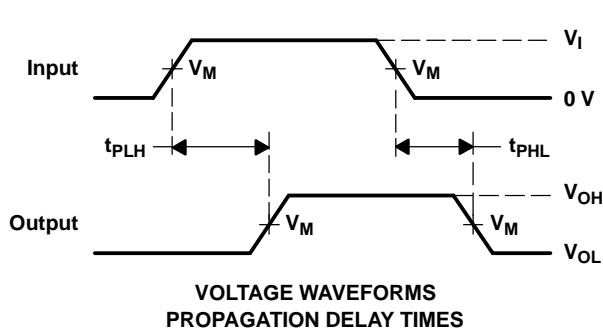 V_I
Input V_M V_M
0 V
t_PLH t_PHL
V_OH
Output V_M V_M
V_OL
VOLTAGE WAVEFORMS
PROPAGATION DELAY TIMES